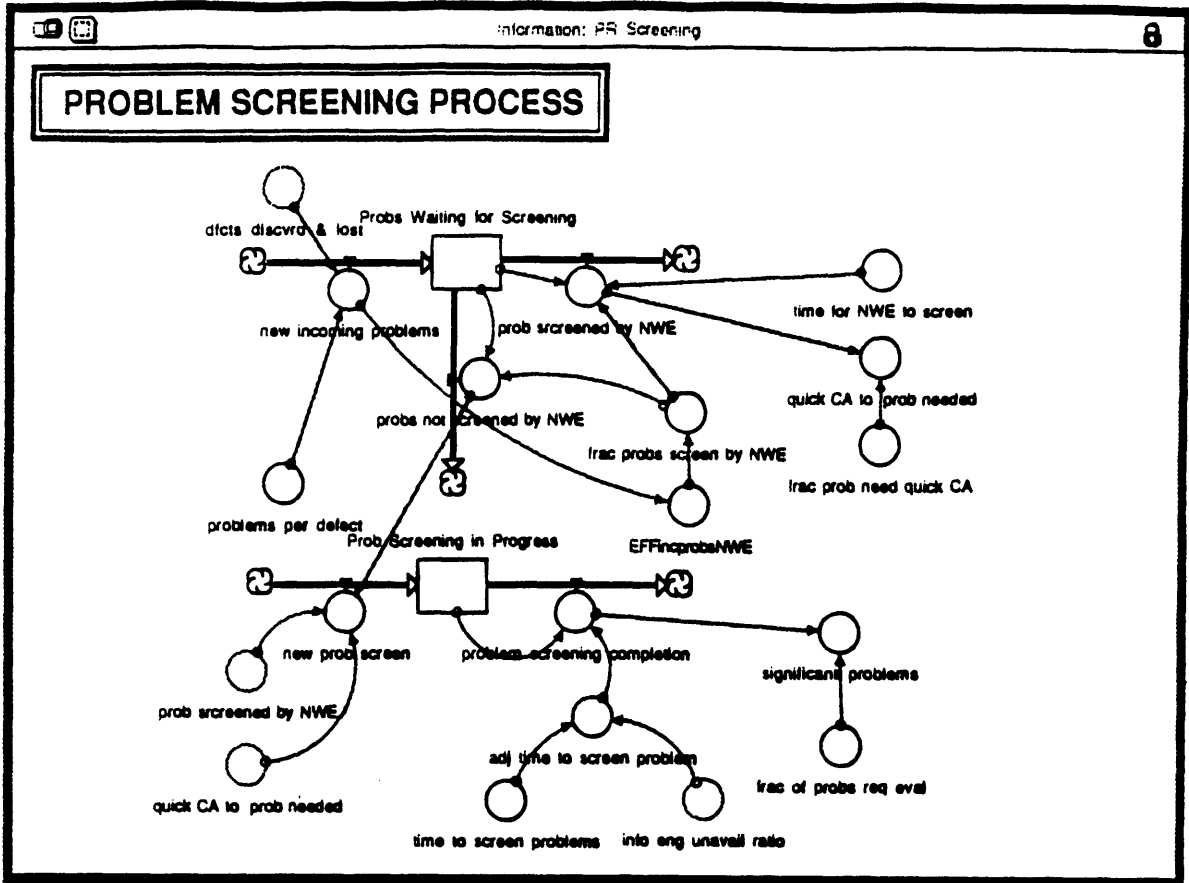 Information: PR Screening
PROBLEM SCREENING PROCESS
Probs Waiting for Screening
dfcts discvrd & lost
time for NWE to screen
new incoming problems
prob srcreened by NWE
quick CA to prob needed
probs not screened by NWE
frac probs screen by NWE
frac prob need quick CA
problems per defect
Prob Screening in Progress
EFFincprobsNWE
new prob screen
problem screening completion
significant problems
prob srcreened by NWE
adj time to screen problem
frac of probs req eval
quick CA to prob needed
time to screen problems
info eng unavail ratio